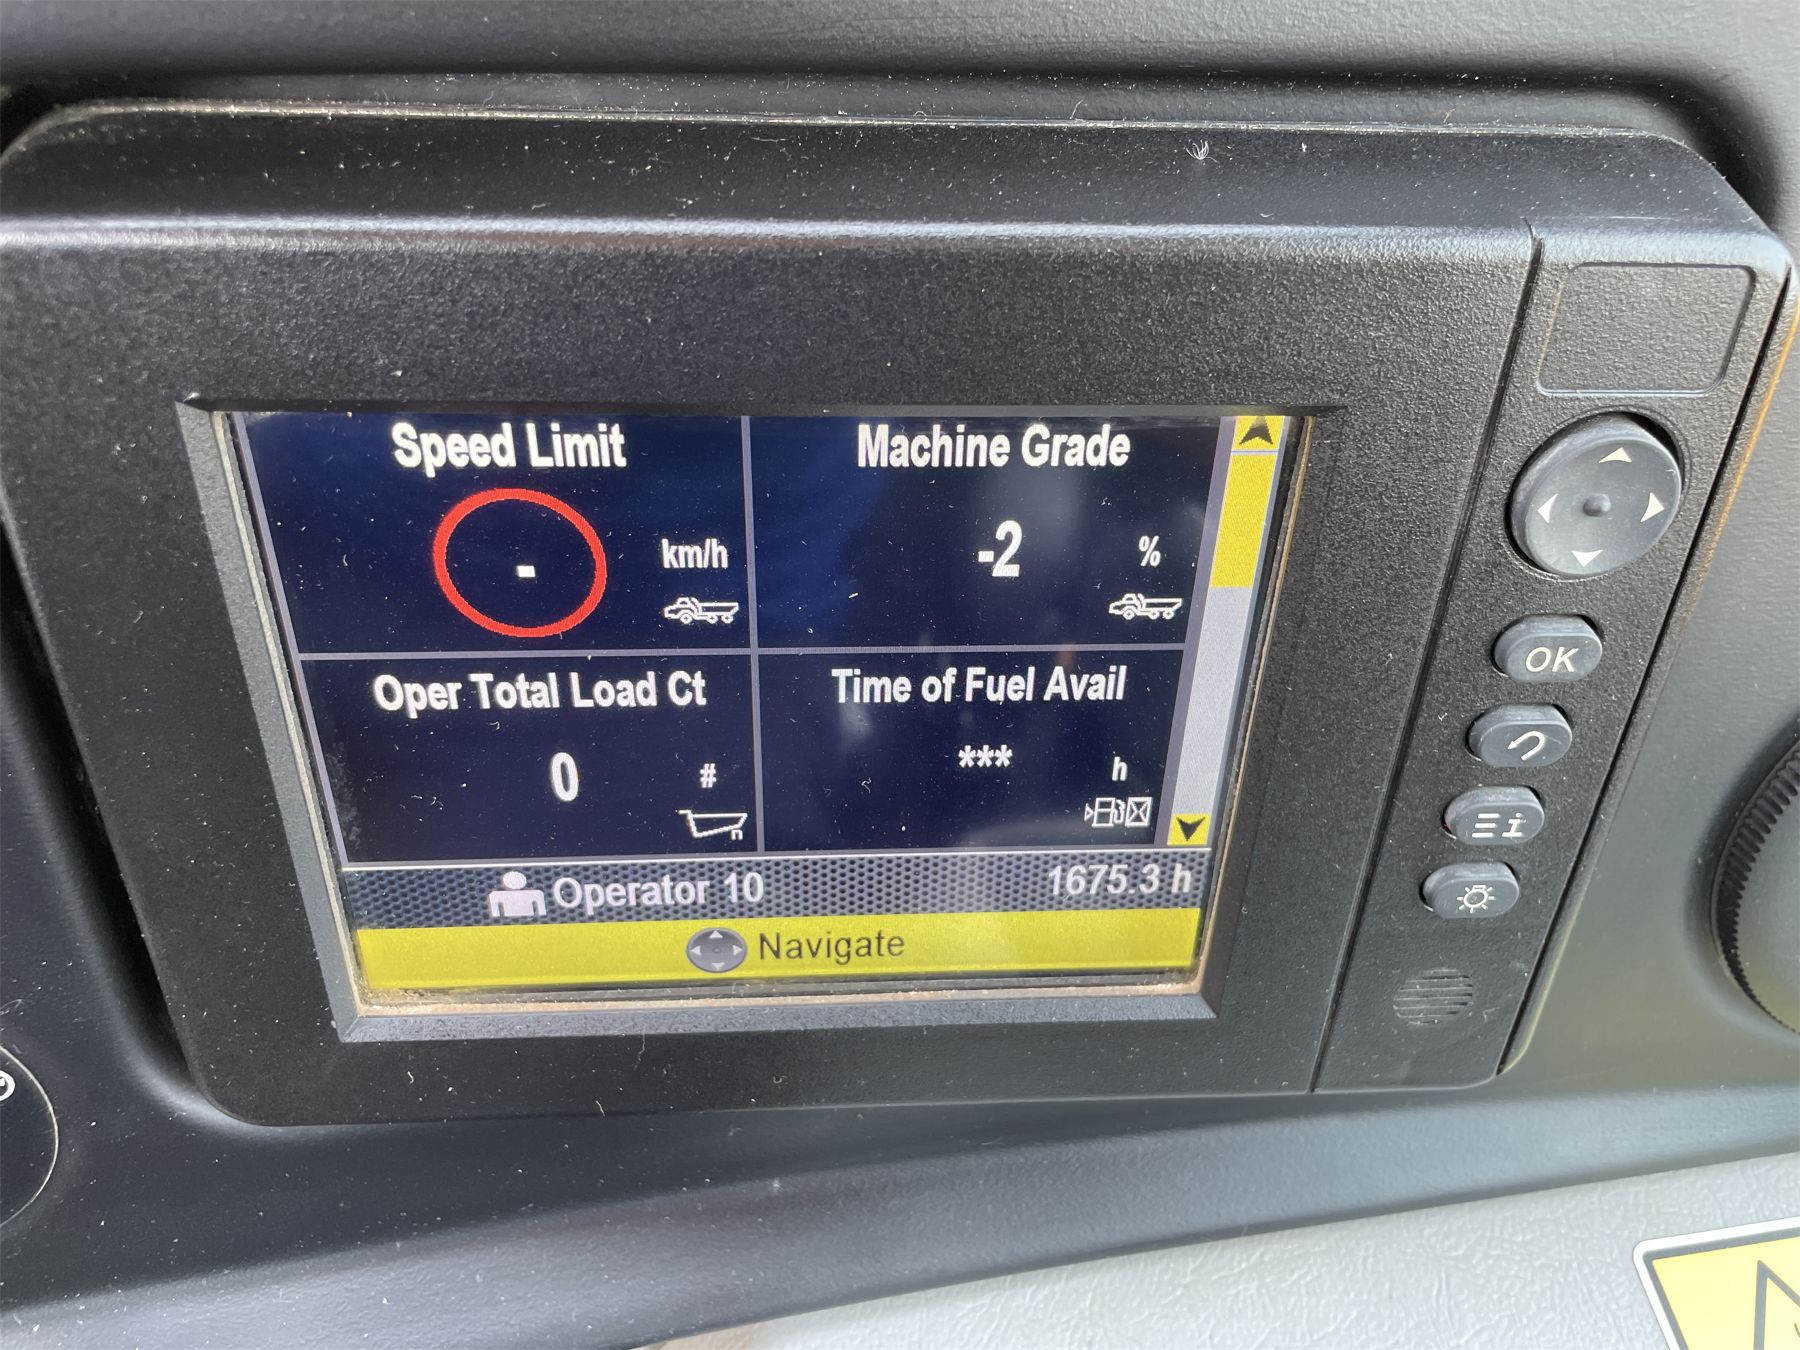 Speed Limit
-
km/h
Machine Grade
-2
%
Oper Total Load Ct
0
#
Time of Fuel Avail
***
h
Operator 10
1675.3 h
Navigate
OK
i